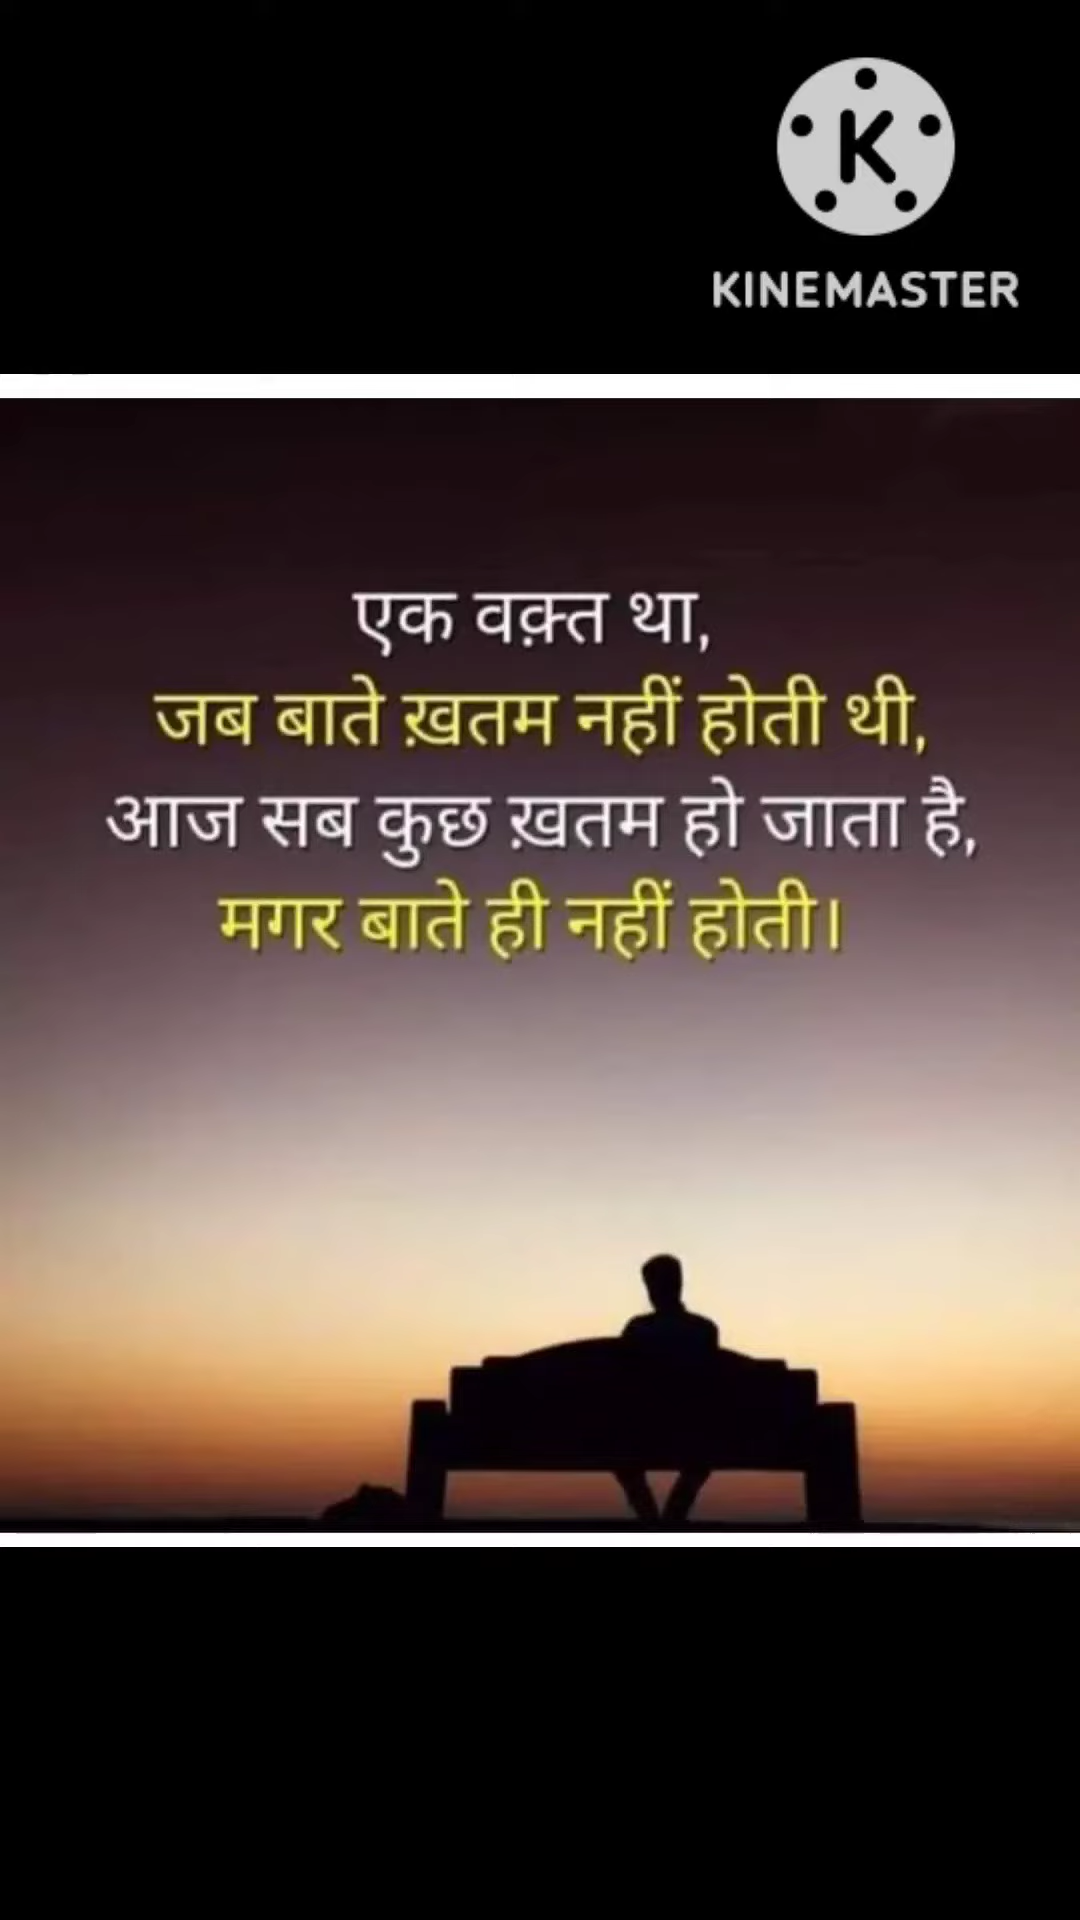 KINEMASTER
एक वक़्त था,
जब बाते ख़तम नहीं होती थी,
आज सब कुछ ख़तम हो जाता है,
मगर बाते ही नहीं होती।